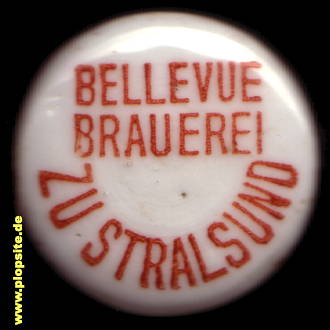 BELLEVUE
BRAUEREI
ZU STRALSUND
www.plopsite.de